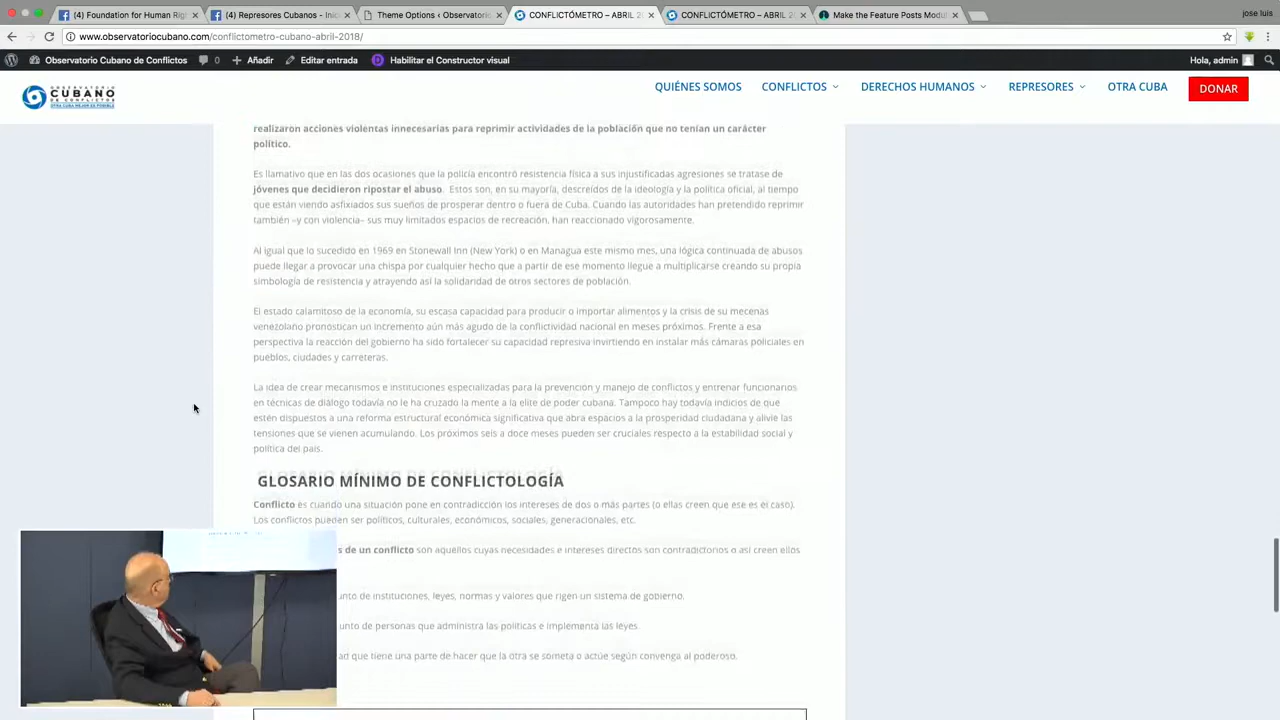 (4) Foundation for Human Righ
(4) Represores Cubanos - Inic
Theme Options ‹ Observatorio
CONFLICTÓMETRO – ABRIL 20
CONFLICTÓMETRO – ABRIL 20
Make the Feature Posts Modul
jose luis
www.observatoriocubano.com/conflictometro-cubano-abril-2018/
Observatorio Cubano de Conflictos 0 Añadir Editar entrada Habilitar el Constructor visual Hola, admin
OBSERVATORIO
CUBANO
DE CONFLICTOS
OTRA CUBA MEJOR ES POSIBLE
QUIÉNES SOMOS CONFLICTOS DERECHOS HUMANOS REPRESORES OTRA CUBA DONAR
realizaron acciones violentas innecesarias para reprimir actividades de la población que no tenían un carácter
político.
Es llamativo que en las dos ocasiones que la policía encontró resistencia física a sus injustificadas agresiones se tratase de
jóvenes que decidieron ripostar el abuso. Estos son, en su mayoría, descreídos de la ideología y la política oficial, al tiempo
que están viendo asfixiados sus sueños de prosperar dentro o fuera de Cuba. Cuando las autoridades han pretendido reprimir
también –y con violencia– sus muy limitados espacios de recreación, han reaccionado vigorosamente.
Al igual que lo sucedido en 1969 en Stonewall Inn (New York) o en Managua este mismo mes, una lógica continuada de abusos
puede llegar a provocar una chispa por cualquier hecho que a partir de ese momento llegue a multiplicarse creando su propia
simbología de resistencia y atrayendo así la solidaridad de otros sectores de población.
El estado calamitoso de la economía, su escasa capacidad para producir o importar alimentos y la crisis de su mecenas
venezolano pronostican un incremento aún más agudo de la conflictividad nacional en meses próximos. Frente a esa
perspectiva la reacción del gobierno ha sido fortalecer su capacidad represiva invirtiendo en instalar más cámaras policiales en
pueblos, ciudades y carreteras.
La idea de crear mecanismos e instituciones especializadas para la prevención y manejo de conflictos y entrenar funcionarios
en técnicas de diálogo todavía no le ha cruzado la mente a la elite de poder cubana. Tampoco hay todavía indicios de que
estén dispuestos a una reforma estructural económica significativa que abra espacios a la prosperidad ciudadana y alivie las
tensiones que se vienen acumulando. Los próximos seis a doce meses pueden ser cruciales respecto a la estabilidad social y
política del país.
GLOSARIO MÍNIMO DE CONFLICTOLOGÍA
Conflicto es cuando una situación pone en contradicción los intereses de dos o más partes (o ellas creen que ese es el caso).
Los conflictos pueden ser políticos, culturales, económicos, sociales, generacionales, etc.
s de un conflicto son aquéllos cuyas necesidades e intereses directos son contradictorios o así creen ellos
unto de instituciones, leyes, normas y valores que rigen un sistema de gobierno.
unto de personas que administra las políticas e implementa las leyes.
ad que tiene una parte de hacer que la otra se someta o actúe según convenga al poderoso.